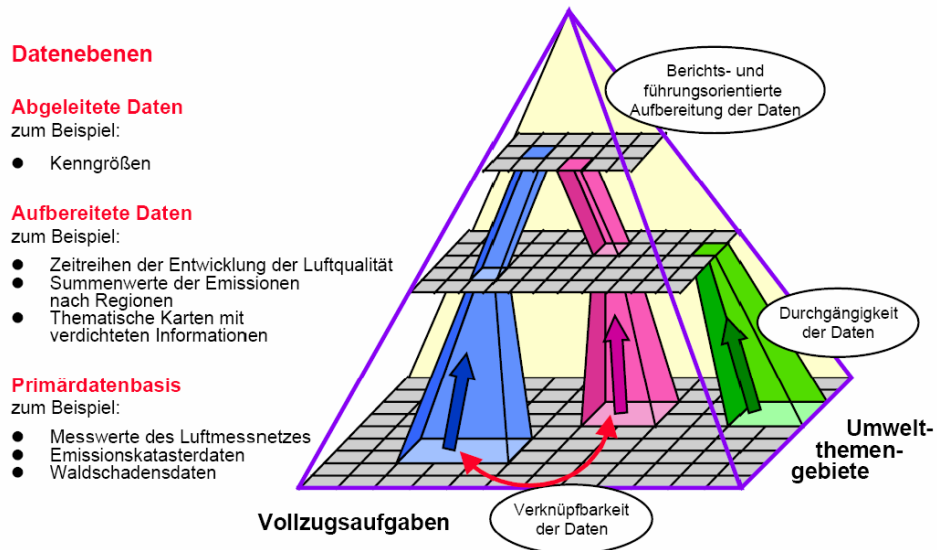 Datenebenen
Abgeleitete Daten
zum Beispiel:
● Kenngrößen
Aufbereitete Daten
zum Beispiel:
● Zeitreihen der Entwicklung der Luftqualität
● Summenwerte der Emissionen
nach Regionen
● Thematische Karten mit
verdichteten Informationen
Primärdatenbasis
zum Beispiel:
● Messwerte des Luftmessnetzes
● Emissionskatasterdaten
● Waldschadensdaten
Berichts- und
führungsorientierte
Aufbereitung der Daten
Durchgängigkeit
der Daten
Umwelt-
themen-
gebiete
Vollzugsaufgaben
Verknüpfbarkeit
der Daten